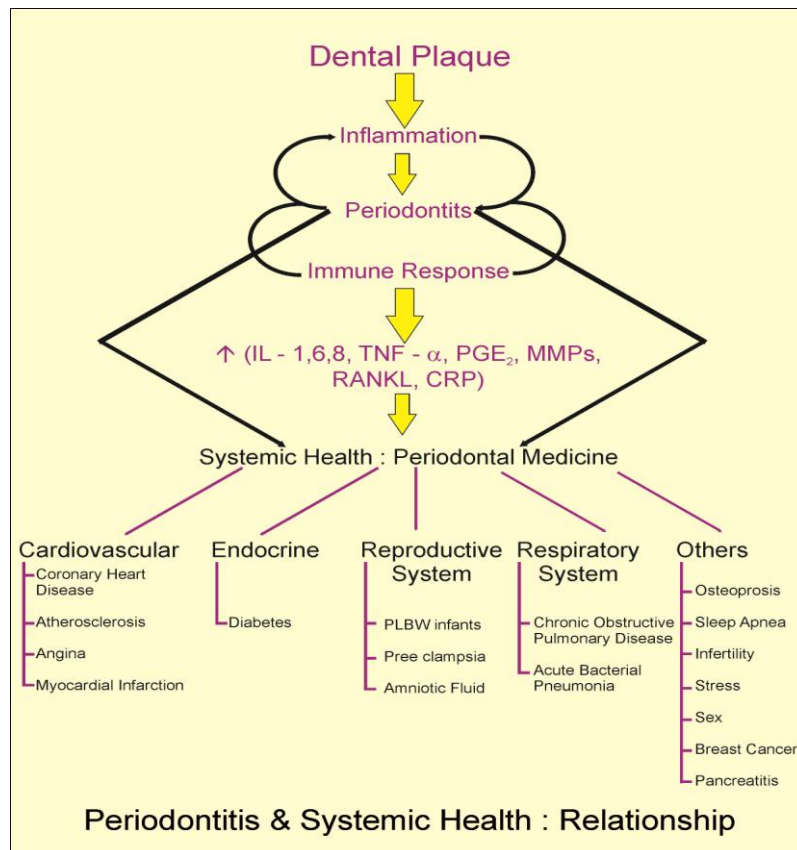 Dental Plaque
Inflammation
Periodontits
Immune Response
↑ (IL - 1,6,8, TNF - α, PGE₂, MMPs,
RANKL, CRP)
Systemic Health : Periodontal Medicine
Cardiovascular
Coronary Heart
Disease
Atherosclerosis
Angina
Myocardial Infarction
Endocrine
Diabetes
Reproductive
System
PLBW infants
Pree clampsia
Amniotic Fluid
Respiratory
System
Chronic Obstructive
Pulmonary Disease
Acute Bacterial
Pneumonia
Others
Osteoprosis
Sleep Apnea
Infertility
Stress
Sex
Breast Cancer
Pancreatitis
Periodontitis & Systemic Health : Relationship